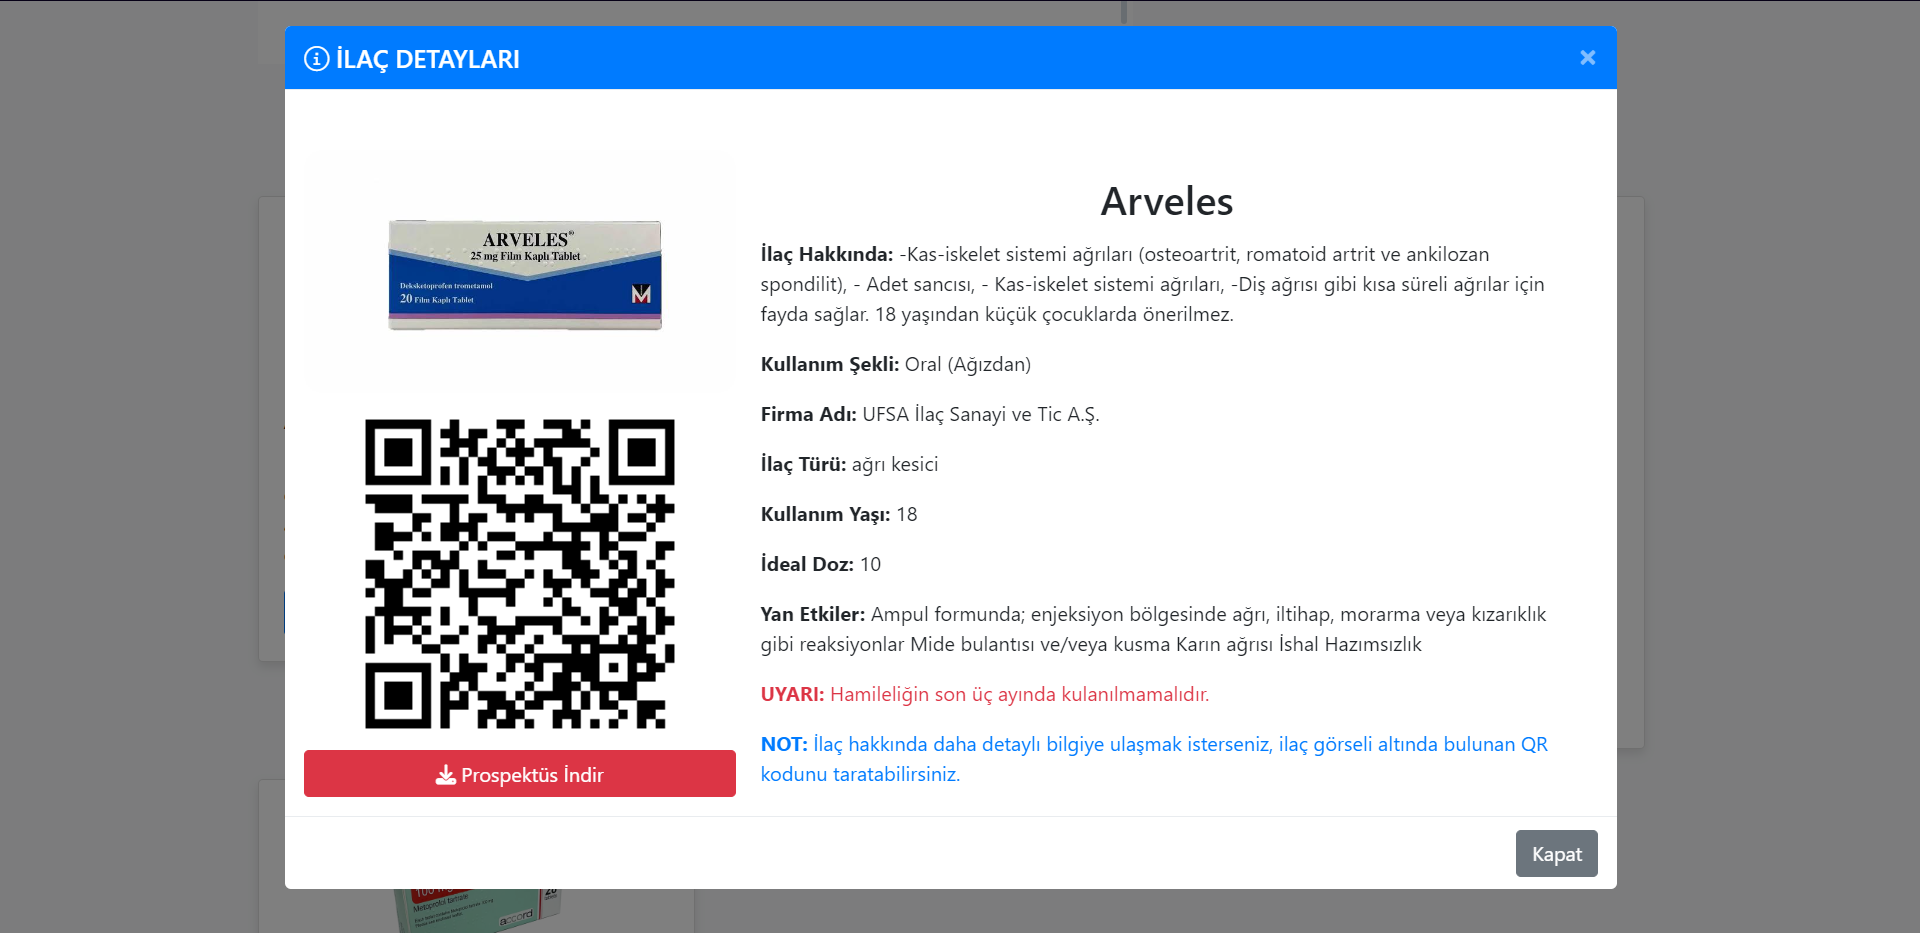 İLAÇ DETAYLARI
×
ARVELES®
25 mg Film Kaplı Tablet
Deksketoprofen trometamol
20 Film Kaplı Tablet
Prospektüs İndir
Arveles
İlaç Hakkında: -Kas-iskelet sistemi ağrıları (osteoartrit, romatoid artrit ve ankilozan
spondilit), - Adet sancısı, - Kas-iskelet sistemi ağrıları, -Diş ağrısı gibi kısa süreli ağrılar için
fayda sağlar. 18 yaşından küçük çocuklarda önerilmez.
Kullanım Şekli: Oral (Ağızdan)
Firma Adı: UFSA İlaç Sanayi ve Tic A.Ş.
İlaç Türü: ağrı kesici
Kullanım Yaşı: 18
İdeal Doz: 10
Yan Etkiler: Ampul formunda; enjeksiyon bölgesinde ağrı, iltihap, morarma veya kızarıklık
gibi reaksiyonlar Mide bulantısı ve/veya kusma Karın ağrısı İshal Hazımsızlık
UYARI: Hamileliğin son üç ayında kulanılmamalıdır.
NOT: İlaç hakkında daha detaylı bilgiye ulaşmak isterseniz, ilaç görseli altında bulunan QR
kodunu taratabilirsiniz.
Kapat
Metoprolol tartrate
accord